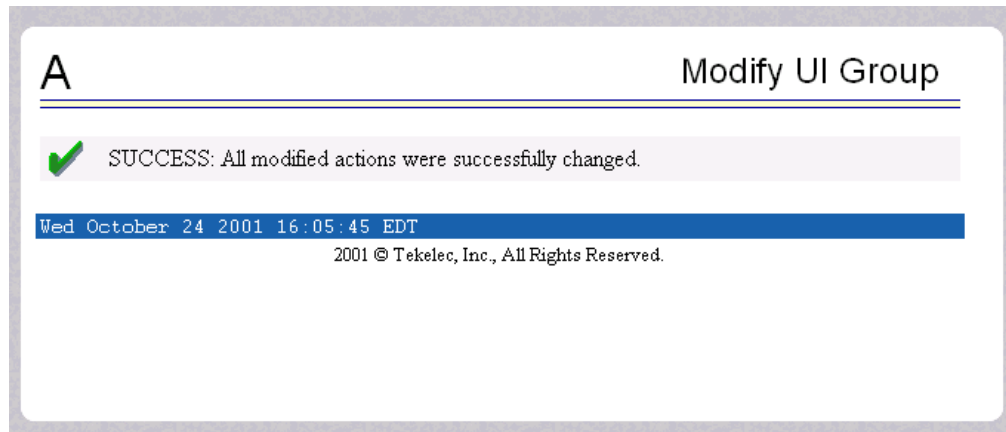 A
Modify UI Group
SUCCESS: All modified actions were successfully changed.
Wed October 24 2001 16:05:45 EDT
2001 © Tekelec, Inc., All Rights Reserved.